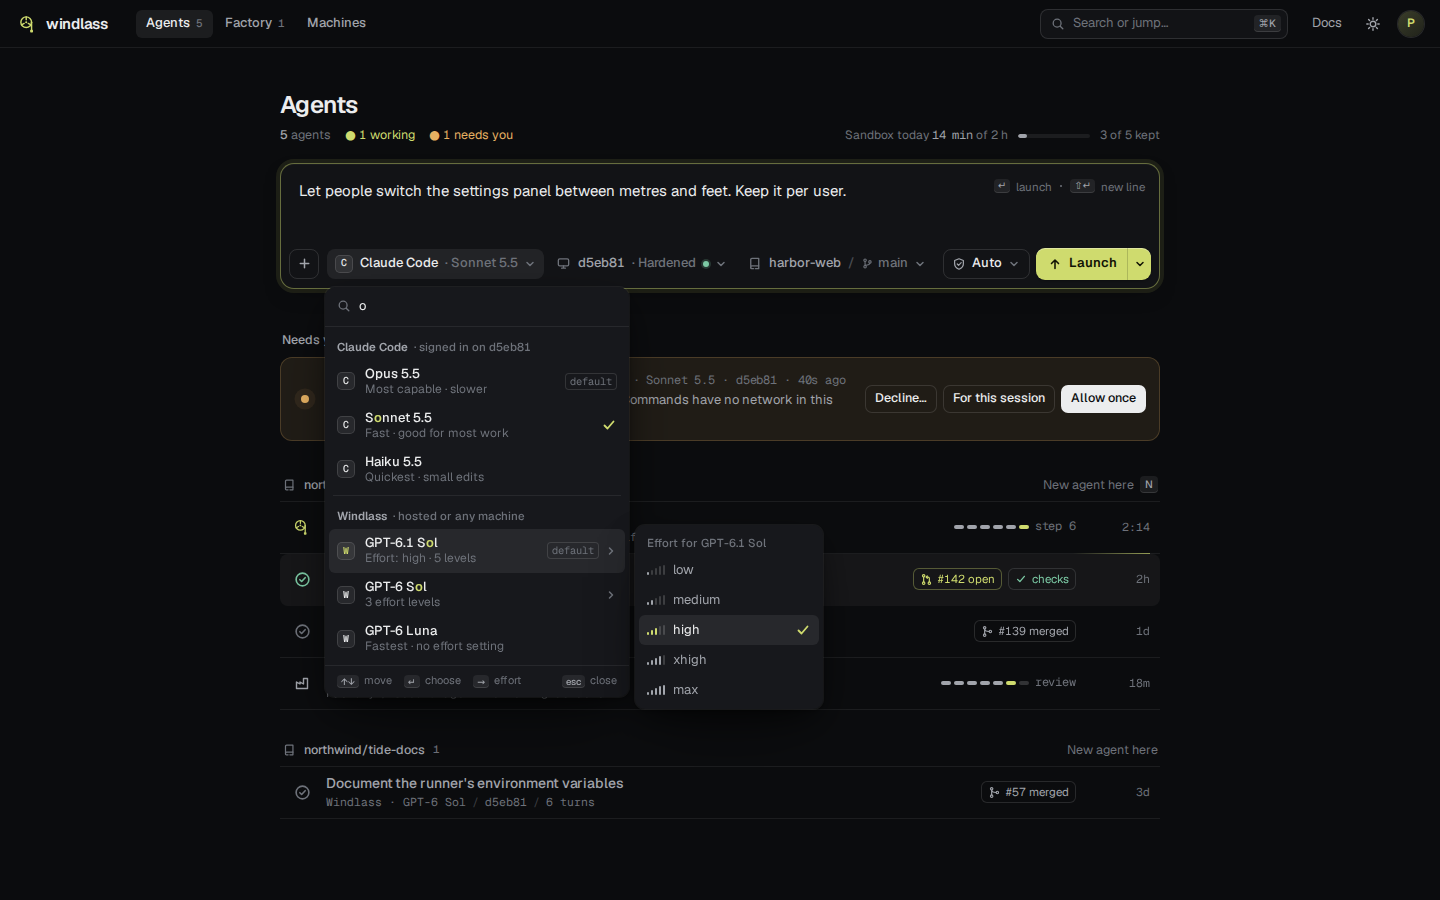 windlass
Agents 5
Factory 1
Machines
Search or jump…
⌘K
Docs
P
Agents
5 agents
1 working
1 needs you
Sandbox today 14 min of 2 h
3 of 5 kept
Let people switch the settings panel between metres and feet. Keep it per user.
↵ launch · ⇧↵ new line
C Claude Code · Sonnet 5.5
d5eb81 · Hardened
harbor-web / main
Auto
Launch
o
Needs
Claude Code · signed in on d5eb81
C Opus 5.5
Most capable · slower
default
C Sonnet 5.5
Fast · good for most work
C Haiku 5.5
Quickest · small edits
Windlass · hosted or any machine
W GPT-6.1 Sol
Effort: high · 5 levels
default
W GPT-6 Sol
3 effort levels
W GPT-6 Luna
Fastest · no effort setting
↑↓ move ↵ choose → effort esc close
Effort for GPT-6.1 Sol
low
medium
high
xhigh
max
· Sonnet 5.5 · d5eb81 · 40s ago
ommands have no network in this
Decline…
For this session
Allow once
New agent here N
step 6
2:14
#142 open
checks
2h
#139 merged
1d
review
18m
northwind/tide-docs 1
New agent here
Document the runner's environment variables
Windlass · GPT-6 Sol / d5eb81 / 6 turns
#57 merged
3d